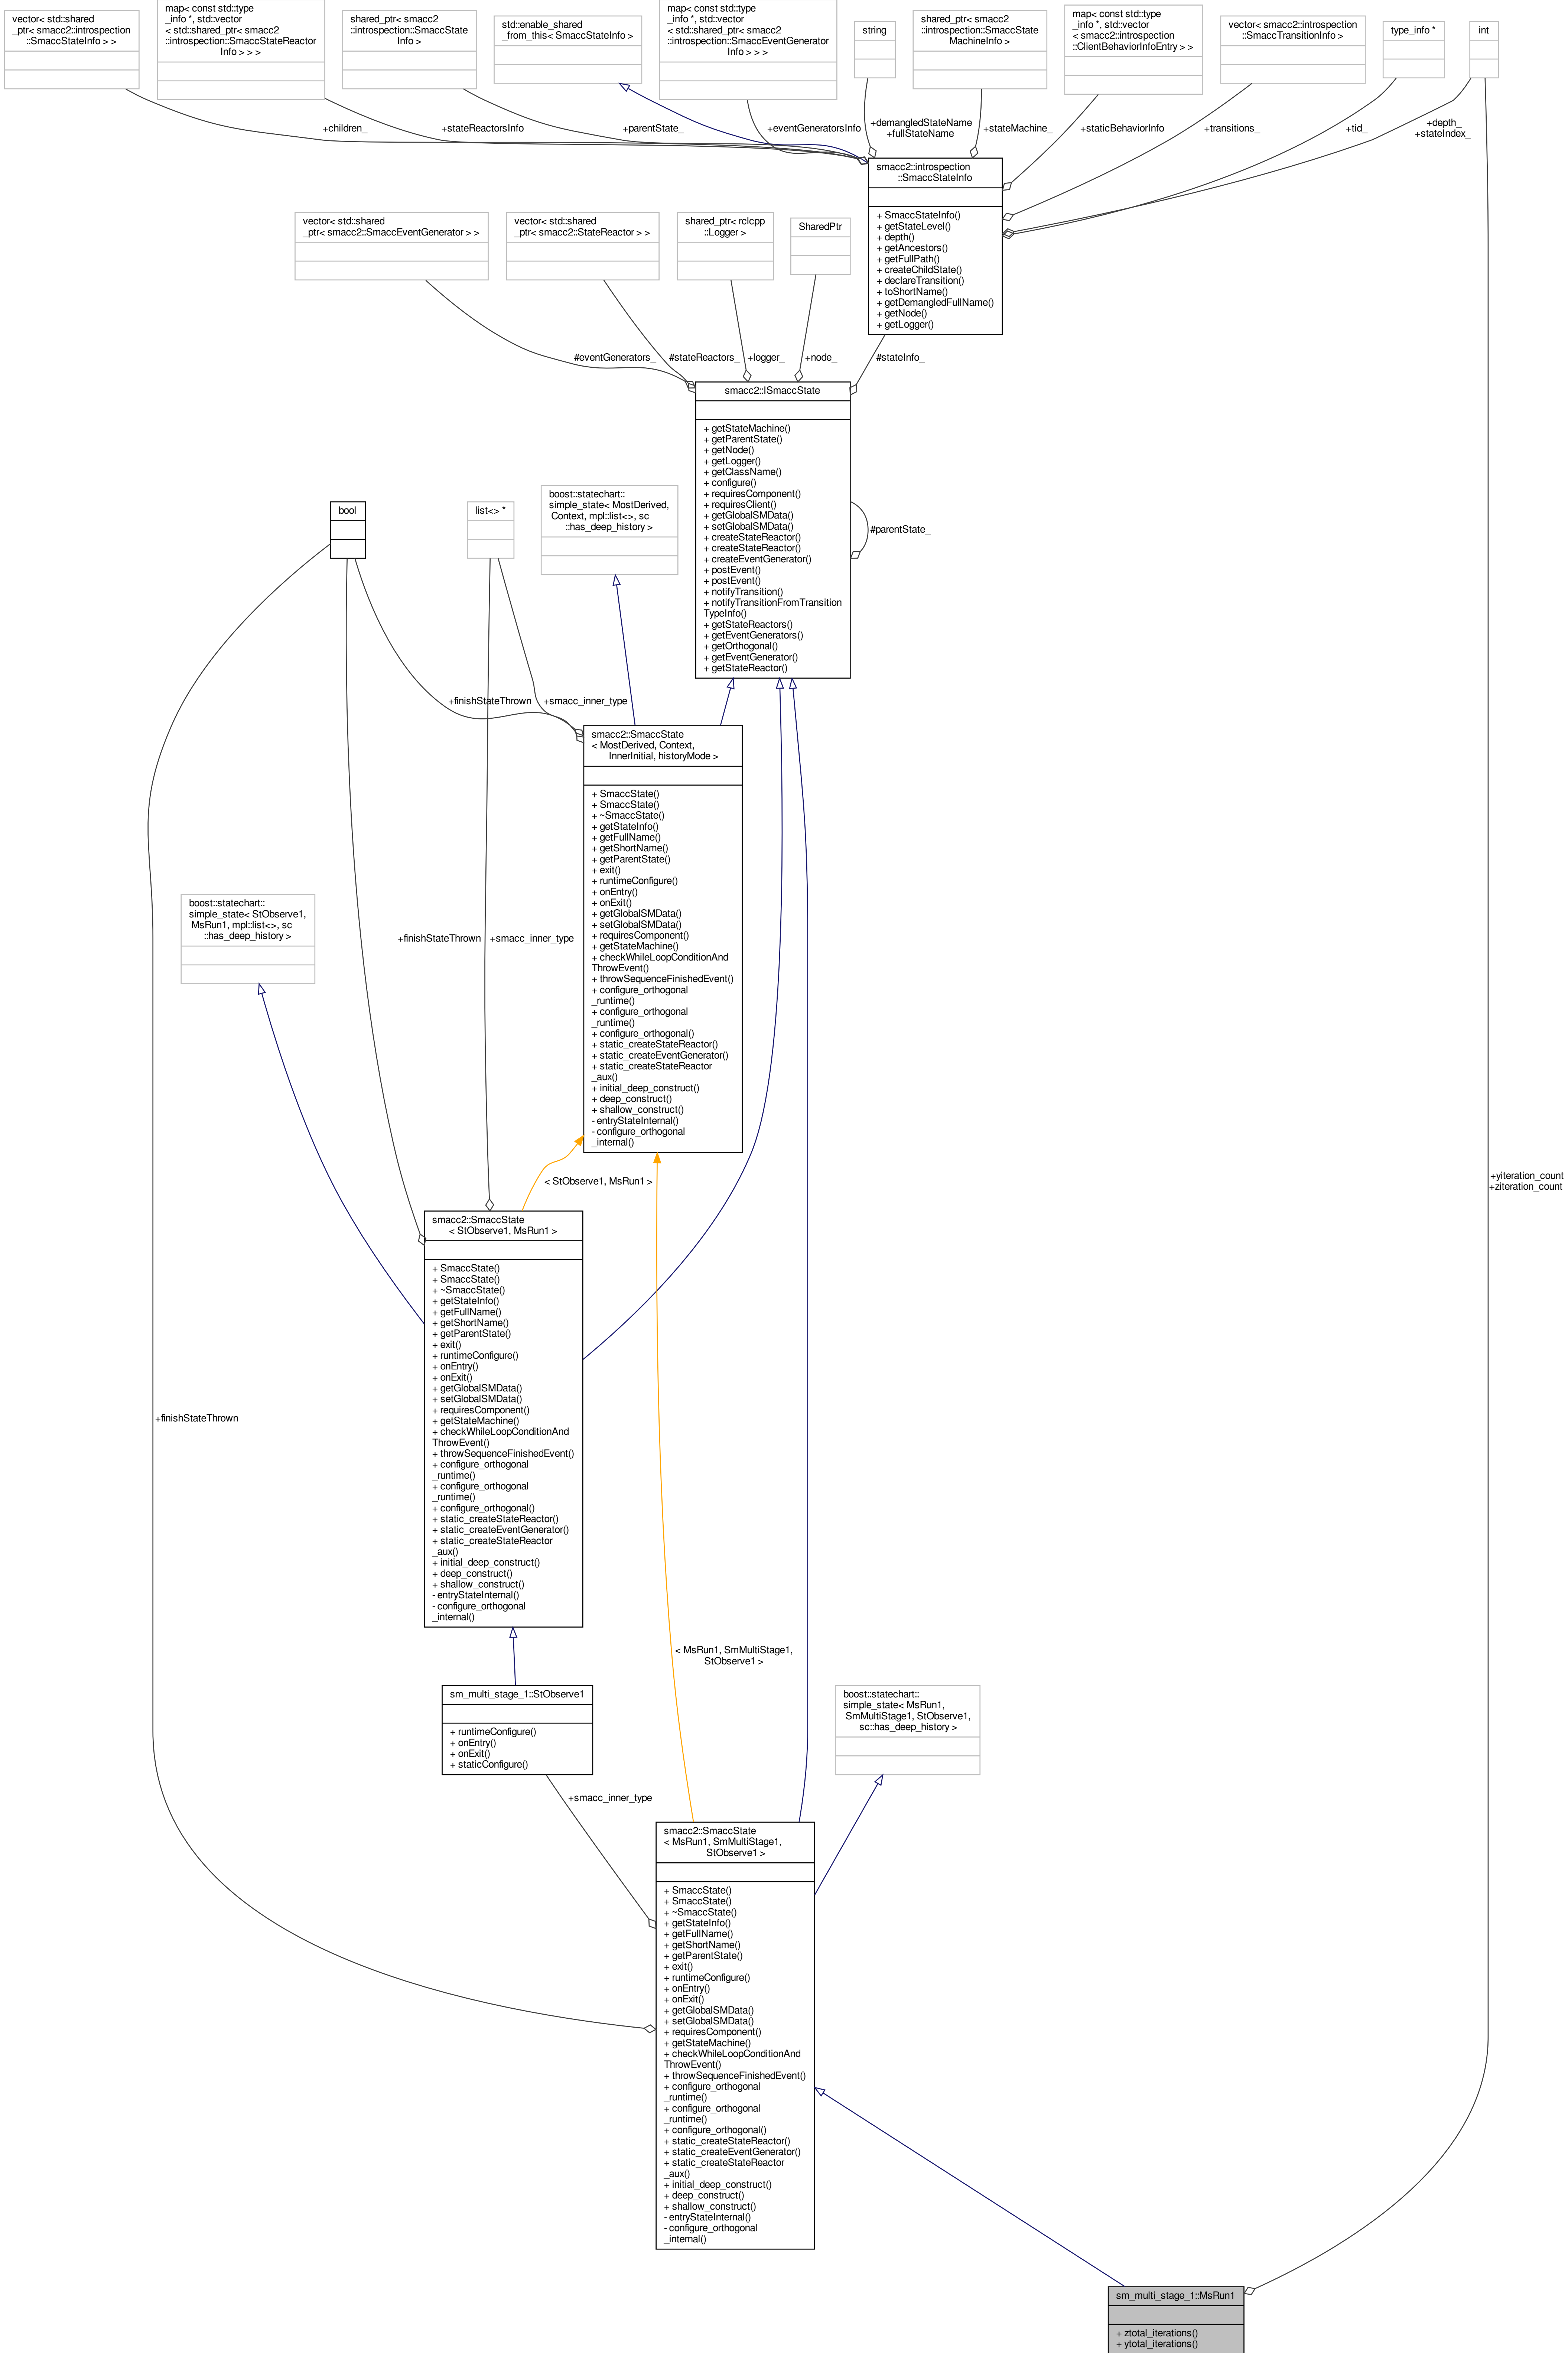 vector< std::shared
_ptr< smacc2::introspection
::SmaccStateInfo > >
map< const std::type
_info *, std::vector
< std::shared_ptr< smacc2
::introspection::SmaccStateReactor
Info > > >
shared_ptr< smacc2
::introspection::SmaccState
Info >
std::enable_shared
_from_this< SmaccStateInfo >
map< const std::type
_info *, std::vector
< std::shared_ptr< smacc2
::introspection::SmaccEventGenerator
Info > > >
string
shared_ptr< smacc2
::introspection::SmaccState
MachineInfo >
map< const std::type
_info *, std::vector
< smacc2::introspection
::ClientBehaviorInfoEntry > >
vector< smacc2::introspection
::SmaccTransitionInfo >
type_info *
int
+children_
+stateReactorsInfo
+parentState_
+eventGeneratorsInfo
+demangledStateName
+fullStateName
+stateMachine_
+staticBehaviorInfo
+transitions_
+tid_
+depth_
+stateIndex_
smacc2::introspection
::SmaccStateInfo
+ SmaccStateInfo()
+ getStateLevel()
+ depth()
+ getAncestors()
+ getFullPath()
+ createChildState()
+ declareTransition()
+ toShortName()
+ getDemangledFullName()
+ getNode()
+ getLogger()
vector< std::shared
_ptr< smacc2::SmaccEventGenerator > >
vector< std::shared
_ptr< smacc2::StateReactor > >
shared_ptr< rclcpp
::Logger >
SharedPtr
#eventGenerators_
#stateReactors_
+logger_
+node_
#stateInfo_
smacc2::ISmaccState
+ getStateMachine()
+ getParentState()
+ getNode()
+ getLogger()
+ getClassName()
+ configure()
+ requiresComponent()
+ requiresClient()
+ getGlobalSMData()
+ setGlobalSMData()
+ createStateReactor()
+ createStateReactor()
+ createEventGenerator()
+ postEvent()
+ postEvent()
+ notifyTransition()
+ notifyTransitionFromTransition
TypeInfo()
+ getStateReactors()
+ getEventGenerators()
+ getOrthogonal()
+ getEventGenerator()
+ getStateReactor()
#parentState_
bool
list<> *
boost::statechart::
simple_state< MostDerived,
Context, mpl::list<>, sc
::has_deep_history >
+finishStateThrown
+smacc_inner_type
smacc2::SmaccState
< MostDerived, Context,
InnerInitial, historyMode >
+ SmaccState()
+ SmaccState()
+ ~SmaccState()
+ getStateInfo()
+ getFullName()
+ getShortName()
+ getParentState()
+ exit()
+ runtimeConfigure()
+ onEntry()
+ onExit()
+ getGlobalSMData()
+ setGlobalSMData()
+ requiresComponent()
+ getStateMachine()
+ checkWhileLoopConditionAnd
ThrowEvent()
+ throwSequenceFinishedEvent()
+ configure_orthogonal
_runtime()
+ configure_orthogonal
_runtime()
+ configure_orthogonal()
+ static_createStateReactor()
+ static_createEventGenerator()
+ static_createStateReactor
_aux()
+ initial_deep_construct()
+ deep_construct()
+ shallow_construct()
- entryStateInternal()
- configure_orthogonal
_internal()
boost::statechart::
simple_state< StObserve1,
MsRun1, mpl::list<>, sc
::has_deep_history >
+finishStateThrown
+smacc_inner_type
< StObserve1, MsRun1 >
+yiteration_count
+ziteration_count
smacc2::SmaccState
< StObserve1, MsRun1 >
+ SmaccState()
+ SmaccState()
+ ~SmaccState()
+ getStateInfo()
+ getFullName()
+ getShortName()
+ getParentState()
+ exit()
+ runtimeConfigure()
+ onEntry()
+ onExit()
+ getGlobalSMData()
+ setGlobalSMData()
+ requiresComponent()
+ getStateMachine()
+ checkWhileLoopConditionAnd
ThrowEvent()
+ throwSequenceFinishedEvent()
+ configure_orthogonal
_runtime()
+ configure_orthogonal
_runtime()
+ configure_orthogonal()
+ static_createStateReactor()
+ static_createEventGenerator()
+ static_createStateReactor
_aux()
+ initial_deep_construct()
+ deep_construct()
+ shallow_construct()
- entryStateInternal()
- configure_orthogonal
_internal()
+finishStateThrown
< MsRun1, SmMultiStage1,
StObserve1 >
sm_multi_stage_1::StObserve1
+ runtimeConfigure()
+ onEntry()
+ onExit()
+ staticConfigure()
boost::statechart::
simple_state< MsRun1,
SmMultiStage1, StObserve1,
sc::has_deep_history >
+smacc_inner_type
smacc2::SmaccState
< MsRun1, SmMultiStage1,
StObserve1 >
+ SmaccState()
+ SmaccState()
+ ~SmaccState()
+ getStateInfo()
+ getFullName()
+ getShortName()
+ getParentState()
+ exit()
+ runtimeConfigure()
+ onEntry()
+ onExit()
+ getGlobalSMData()
+ setGlobalSMData()
+ requiresComponent()
+ getStateMachine()
+ checkWhileLoopConditionAnd
ThrowEvent()
+ throwSequenceFinishedEvent()
+ configure_orthogonal
_runtime()
+ configure_orthogonal
_runtime()
+ configure_orthogonal()
+ static_createStateReactor()
+ static_createEventGenerator()
+ static_createStateReactor
_aux()
+ initial_deep_construct()
+ deep_construct()
+ shallow_construct()
- entryStateInternal()
- configure_orthogonal
_internal()
sm_multi_stage_1::MsRun1
+ ztotal_iterations()
+ ytotal_iterations()